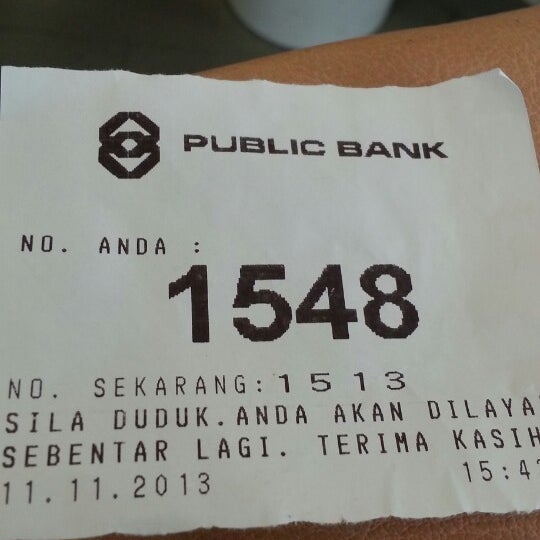 PUBLIC BANK
NO. ANDA :
1548
NO. SEKARANG: 1513
SILA DUDUK. ANDA AKAN DILAYA
SEBENTAR LAGI. TERIMA KASIH
11.11.2013 15:4